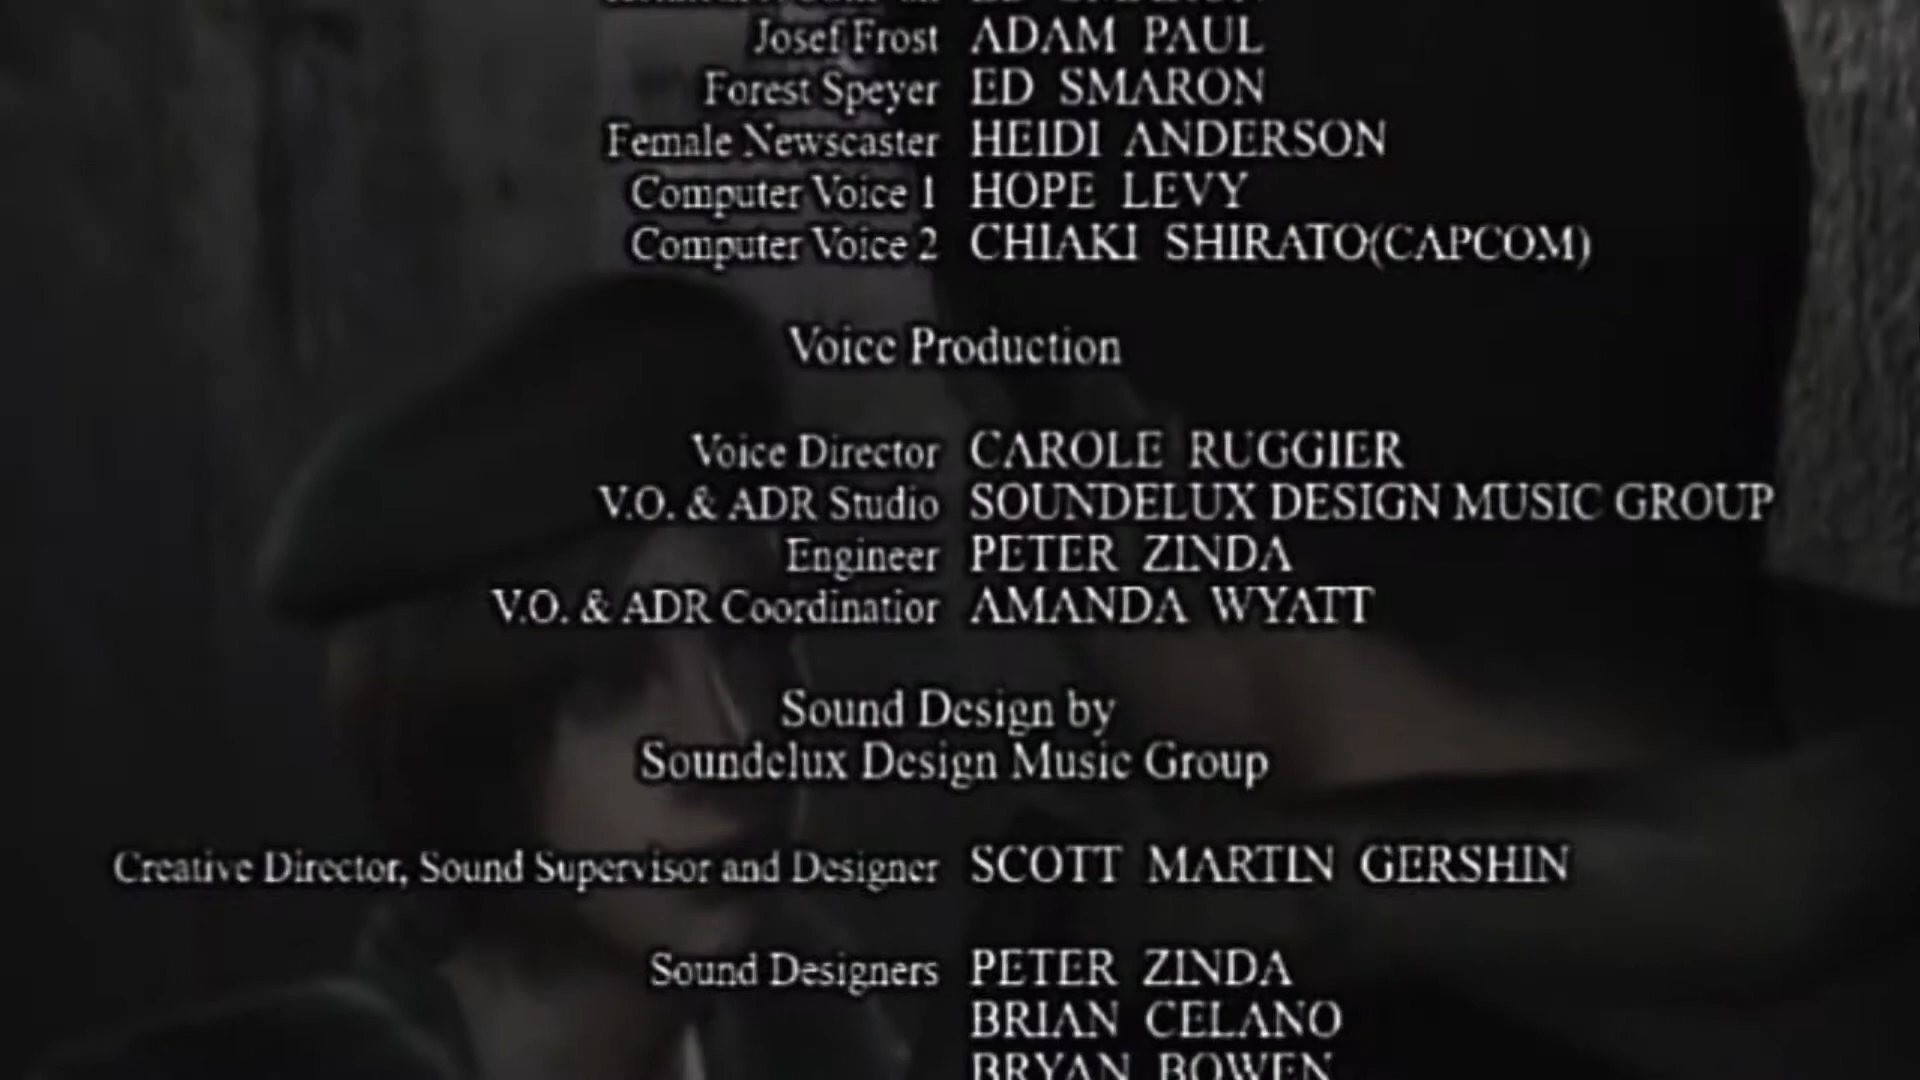 Josef Frost ADAM PAUL
Forest Speyer ED SMARON
Female Newscaster HEIDI ANDERSON
Computer Voice 1 HOPE LEVY
Computer Voice 2 CHIAKI SHIRATO(CAPCOM)
Voice Production
Voice Director CAROLE RUGGIER
V.O. & ADR Studio SOUNDELUX DESIGN MUSIC GROUP
Engineer PETER ZINDA
V.O. & ADR Coordinatior AMANDA WYATT
Sound Design by
Soundelux Design Music Group
Creative Director, Sound Supervisor and Designer SCOTT MARTIN GERSHIN
Sound Designers PETER ZINDA
BRIAN CELANO
BRYAN BOWEN